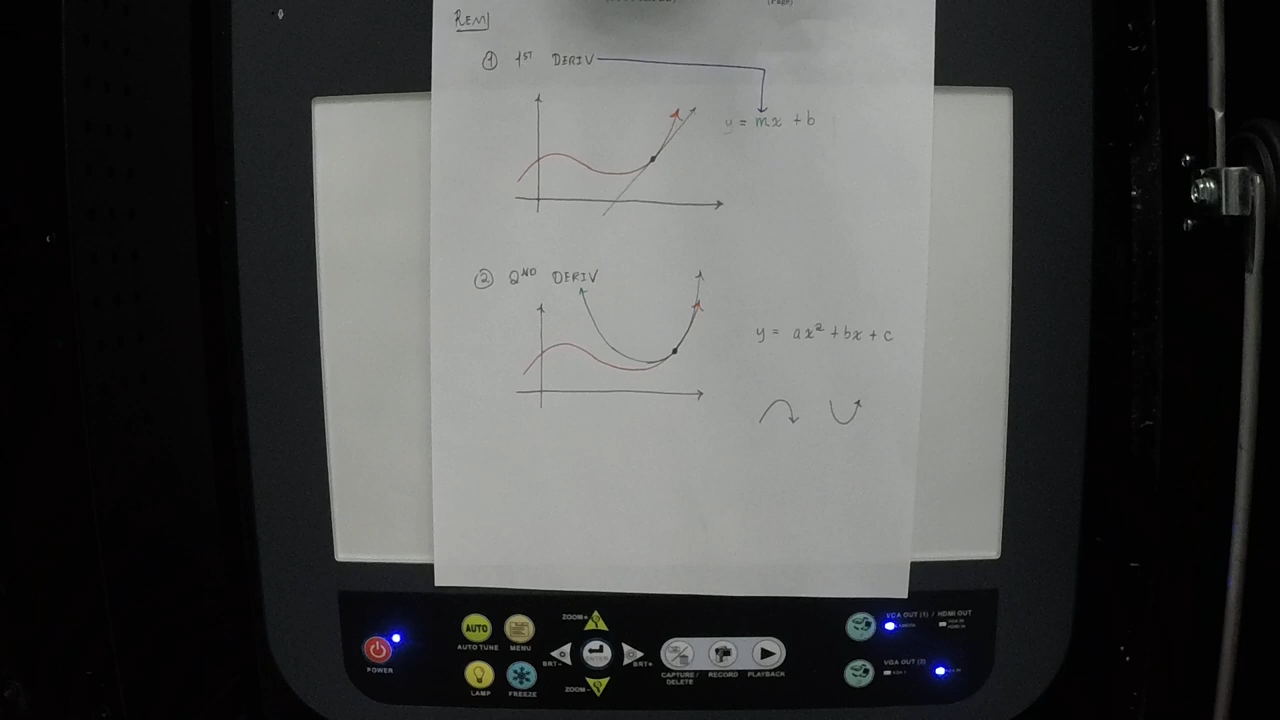 (Page)
REM
① 1ST DERIV
y = mx + b
② 2ND DERIV
y = ax² + bx + c
ZOOM+
AUTO
AUTO TUNE
MENU
BRT-
ENTER
BRT+
POWER
LAMP
FREEZE
ZOOM-
CAPTURE /
DELETE
RECORD
PLAYBACK
VGA OUT (1) / HDMI OUT
VGA OUT (2)